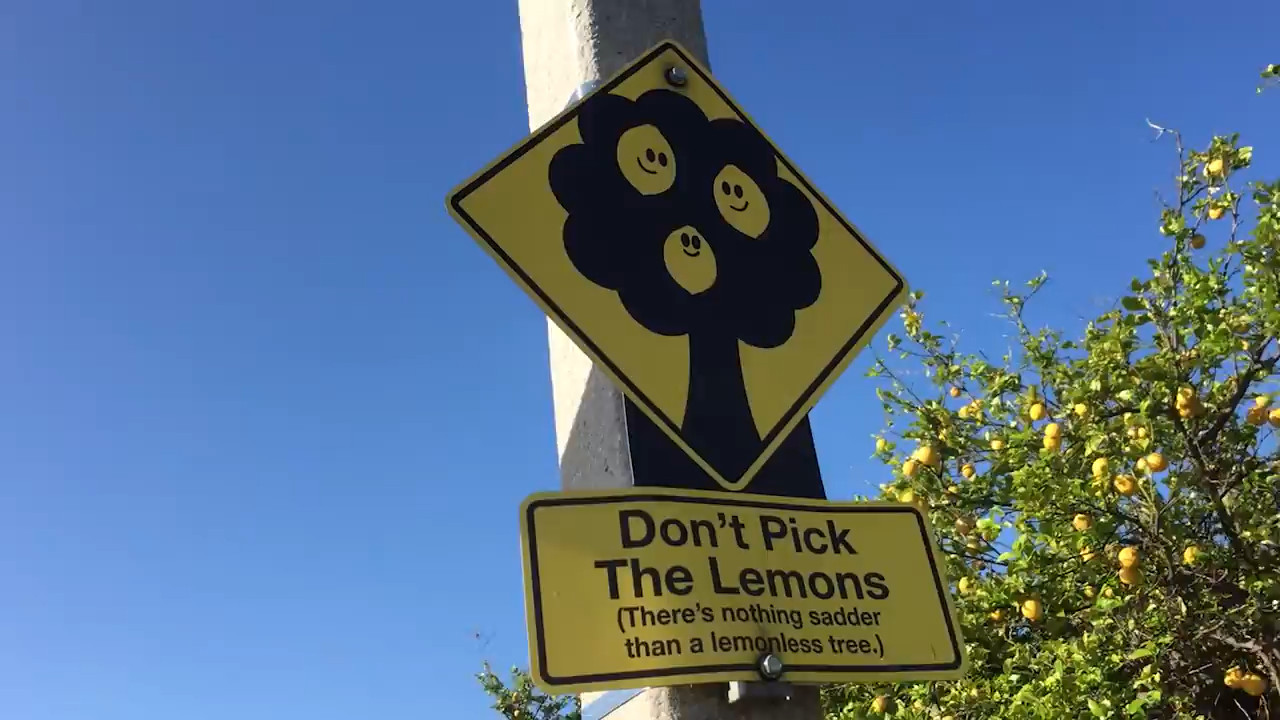 Don't Pick
The Lemons
(There's nothing sadder
than a lemonless tree.)